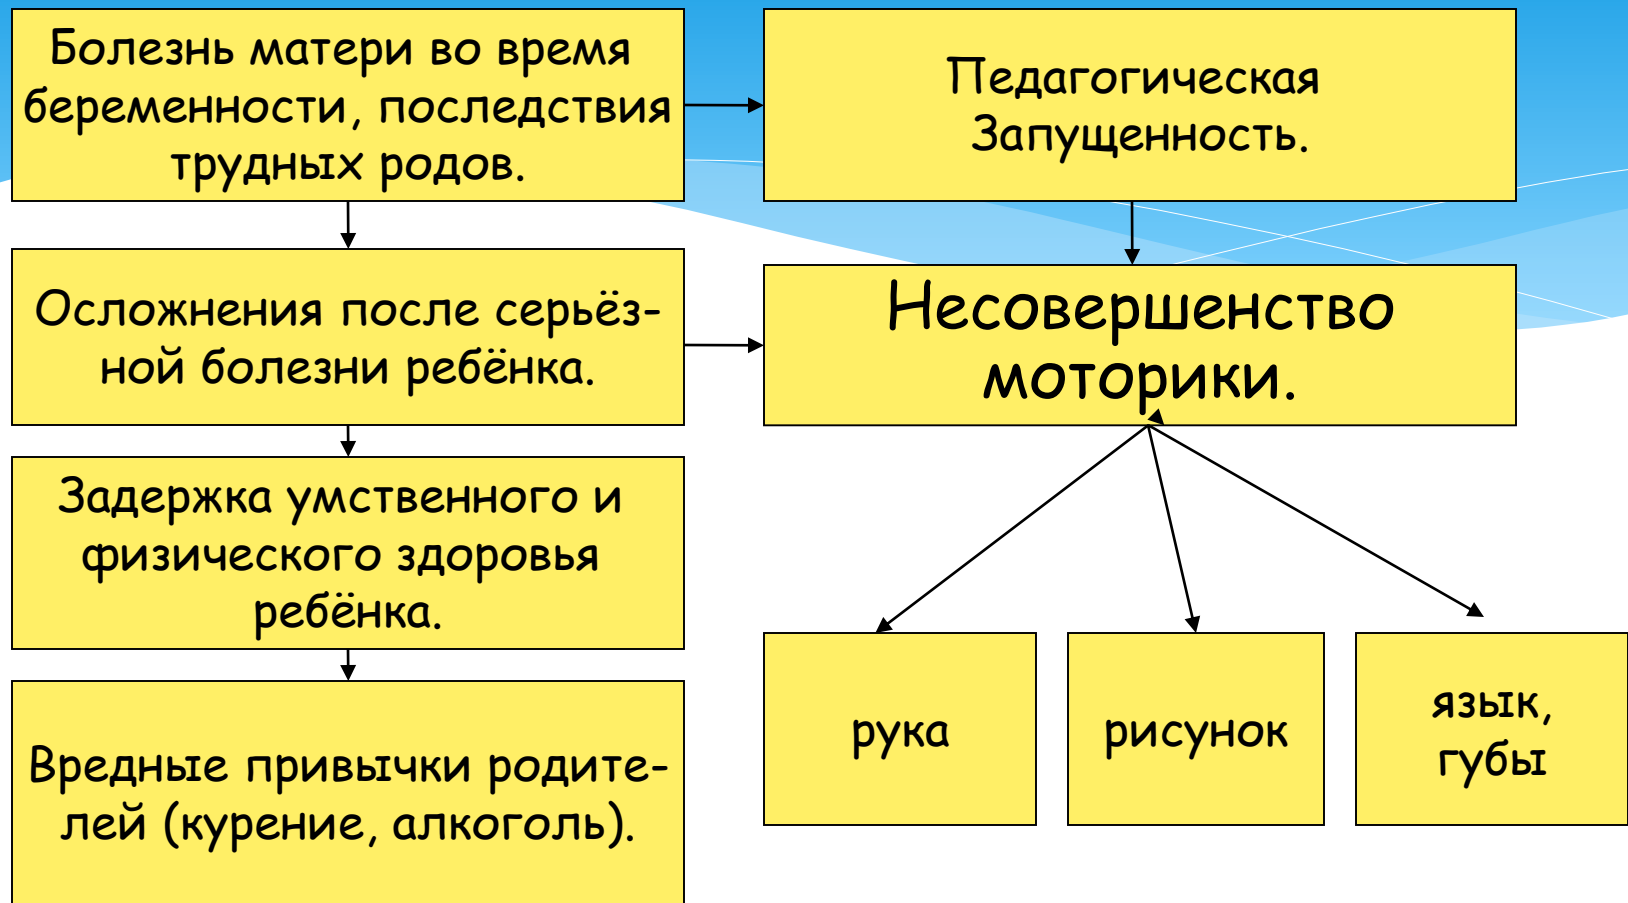 Болезнь матери во время
беременности, последствия
трудных родов.
Педагогическая
Запущенность.
Осложнения после серьёз-
ной болезни ребёнка.
Несовершенство
моторики.
Задержка умственного и
физического здоровья
ребёнка.
Вредные привычки родите-
лей (курение, алкоголь).
рука
рисунок
язык,
губы